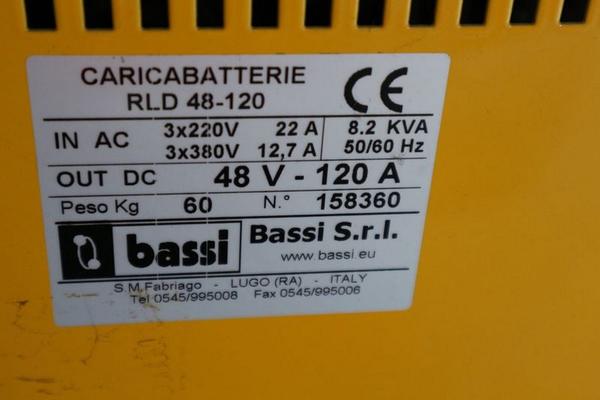 CARICABATTERIE
RLD 48-120
CE
IN AC 3x220V 22 A 8.2 KVA
3x380V 12,7 A 50/60 Hz
OUT DC 48 V - 120 A
Peso Kg 60 N.° 158360
bassi Bassi S.r.l.
www.bassi.eu
S.M.Fabriago - LUGO (RA) - ITALY
Tel 0545/995008 Fax 0545/995006